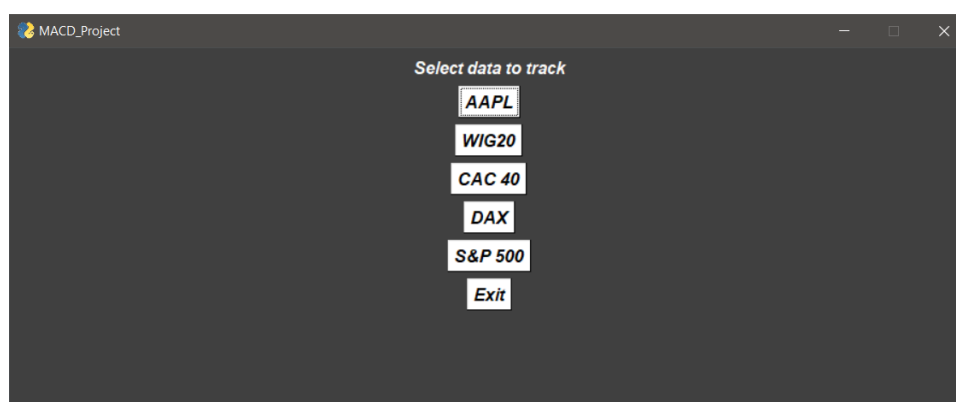 MACD_Project
Select data to track
AAPL
WIG20
CAC 40
DAX
S&P 500
Exit